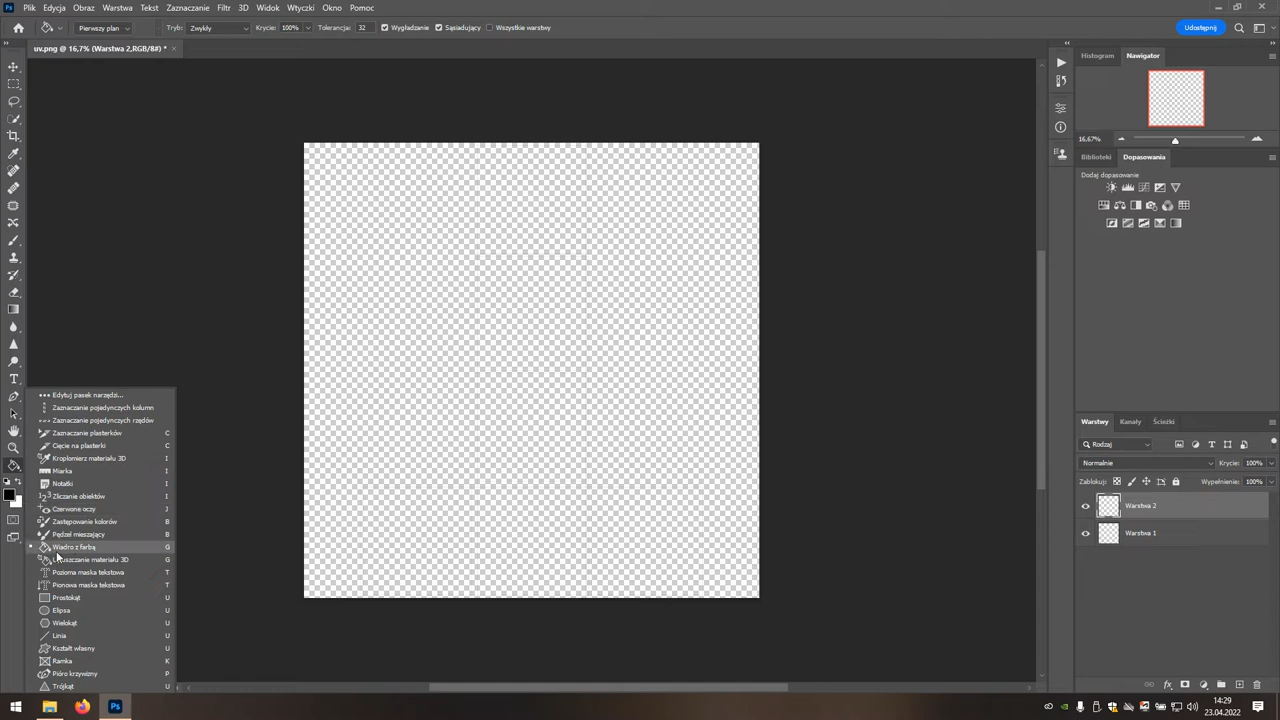 Ps Plik Edycja Obraz Warstwa Tekst Zaznaczanie Filtr 3D Widok Wtyczki Okno Pomoc
Pierwszy plan Tryb: Zwykły Krycie: 100% Tolerancja: 32 Wygładzanie Sąsiadujący Wszystkie warstwy Udostępnij
uv.png @ 16,7% (Warstwa 2,RGB/8#) * ×
Histogram Nawigator
16,67%
Biblioteki Dopasowania
Dodaj dopasowanie
Edytuj pasek narzędzi...
Zaznaczanie pojedynczych kolumn
Zaznaczanie pojedynczych rzędów
Zaznaczanie plasterków C
Cięcie na plasterki C
Kroplomierz materiału 3D I
Miarka I
Notatki I
Zliczanie obiektów I
Czerwone oczy J
Zastępowanie kolorów B
Pędzel mieszający B
Wiadro z farbą G
Upuszczanie materiału 3D G
Pozioma maska tekstowa T
Pionowa maska tekstowa T
Prostokąt U
Elipsa U
Wielokąt U
Linia U
Kształt własny U
Ramka K
Pióro krzywizny P
Trójkąt U
Warstwy Kanały Ścieżki
Rodzaj
Normalnie Krycie: 100%
Zablokuj: Wypełnienie: 100%
Warstwa 2
Warstwa 1
Ps
14:29
23.04.2022